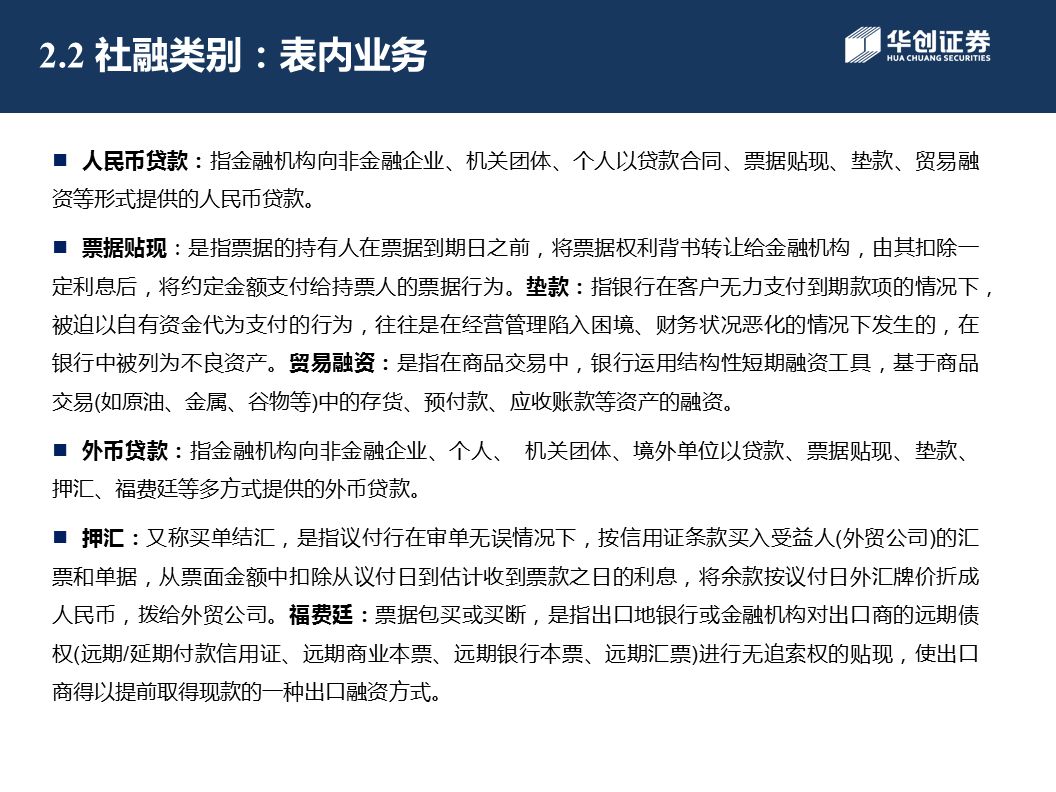 2.2 社融类别：表内业务
华创证券
HUA CHUANG SECURITIES
■ 人民币贷款：指金融机构向非金融企业、机关团体、个人以贷款合同、票据贴现、垫款、贸易融
资等形式提供的人民币贷款。
■ 票据贴现：是指票据的持有人在票据到期日之前，将票据权利背书转让给金融机构，由其扣除一
定利息后，将约定金额支付给持票人的票据行为。垫款：指银行在客户无力支付到期款项的情况下，
被迫以自有资金代为支付的行为，往往是在经营管理陷入困境、财务状况恶化的情况下发生的，在
银行中被列为不良资产。贸易融资：是指在商品交易中，银行运用结构性短期融资工具，基于商品
交易(如原油、金属、谷物等)中的存货、预付款、应收账款等资产的融资。
■ 外币贷款：指金融机构向非金融企业、个人、 机关团体、境外单位以贷款、票据贴现、垫款、
押汇、福费廷等多方式提供的外币贷款。
■ 押汇：又称买单结汇，是指议付行在审单无误情况下，按信用证条款买入受益人(外贸公司)的汇
票和单据，从票面金额中扣除从议付日到估计收到票款之日的利息，将余款按议付日外汇牌价折成
人民币，拨给外贸公司。福费廷：票据包买或买断，是指出口地银行或金融机构对出口商的远期债
权(远期/延期付款信用证、远期商业本票、远期银行本票、远期汇票)进行无追索权的贴现，使出口
商得以提前取得现款的一种出口融资方式。